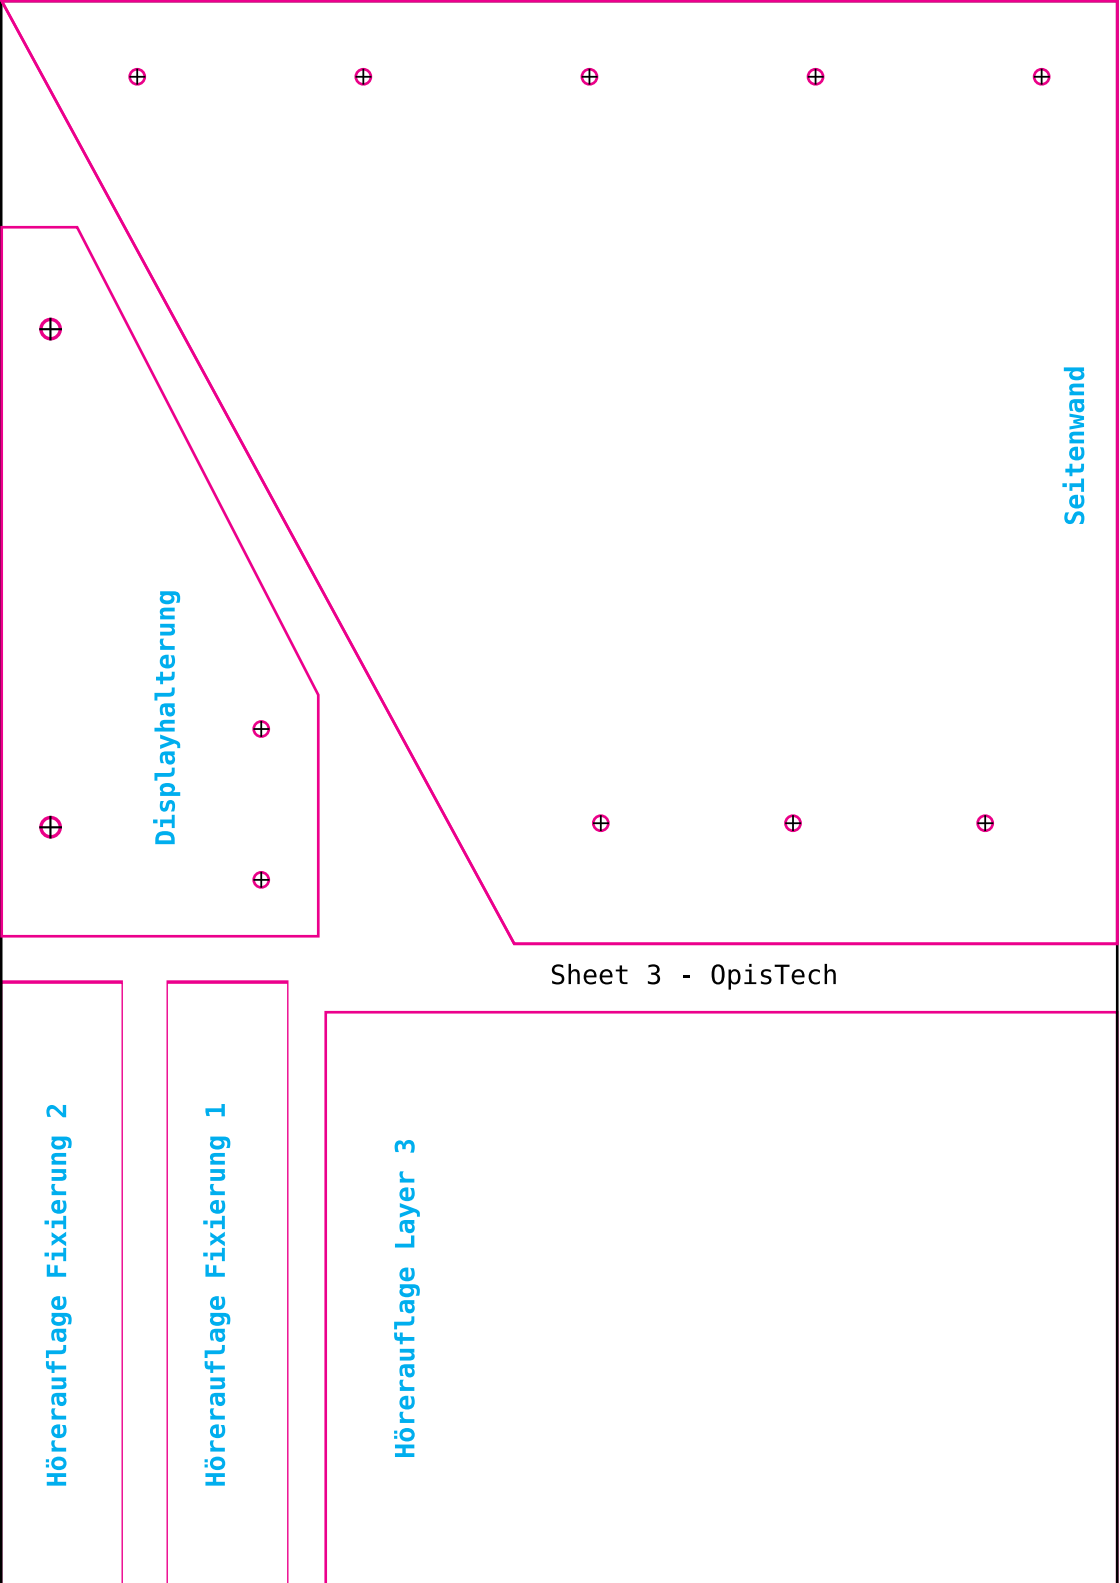 Seitenwand
Displayhalterung
Sheet 3 - OpisTech
Hörerauflage Fixierung 2
Hörerauflage Fixierung 1
Hörerauflage Layer 3